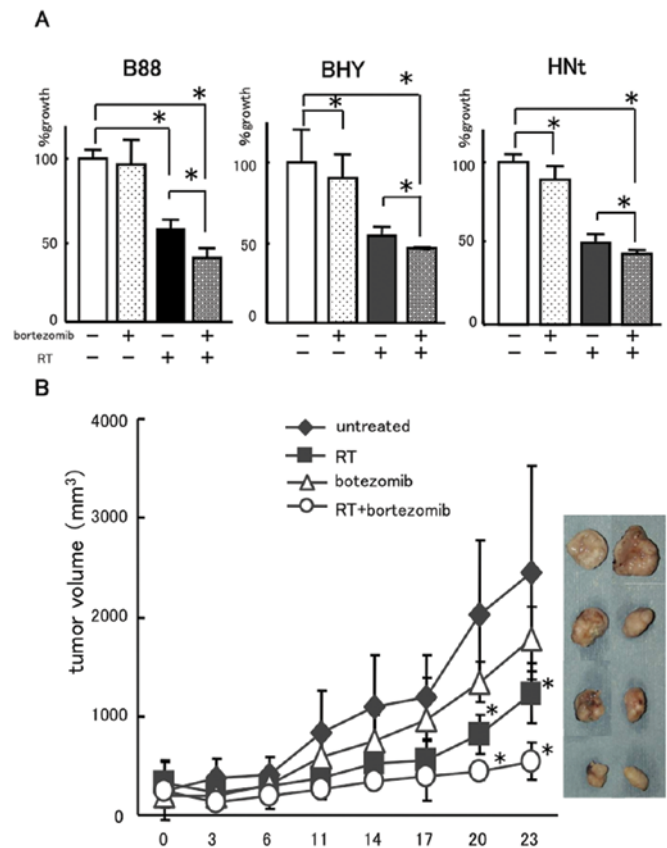 A
B88
BHY
HNt
%growth
%growth
%growth
* * *
* * *
* * *
100
50
0
100
50
0
100
50
0
bortezomib − + − + − + − + − + − +
RT − − + + − − + + − − + +
B
4000
3000
2000
1000
0
tumor volume (mm³)
untreated
RT
botezomib
RT+bortezomib
* *
* *
0 3 6 11 14 17 20 23